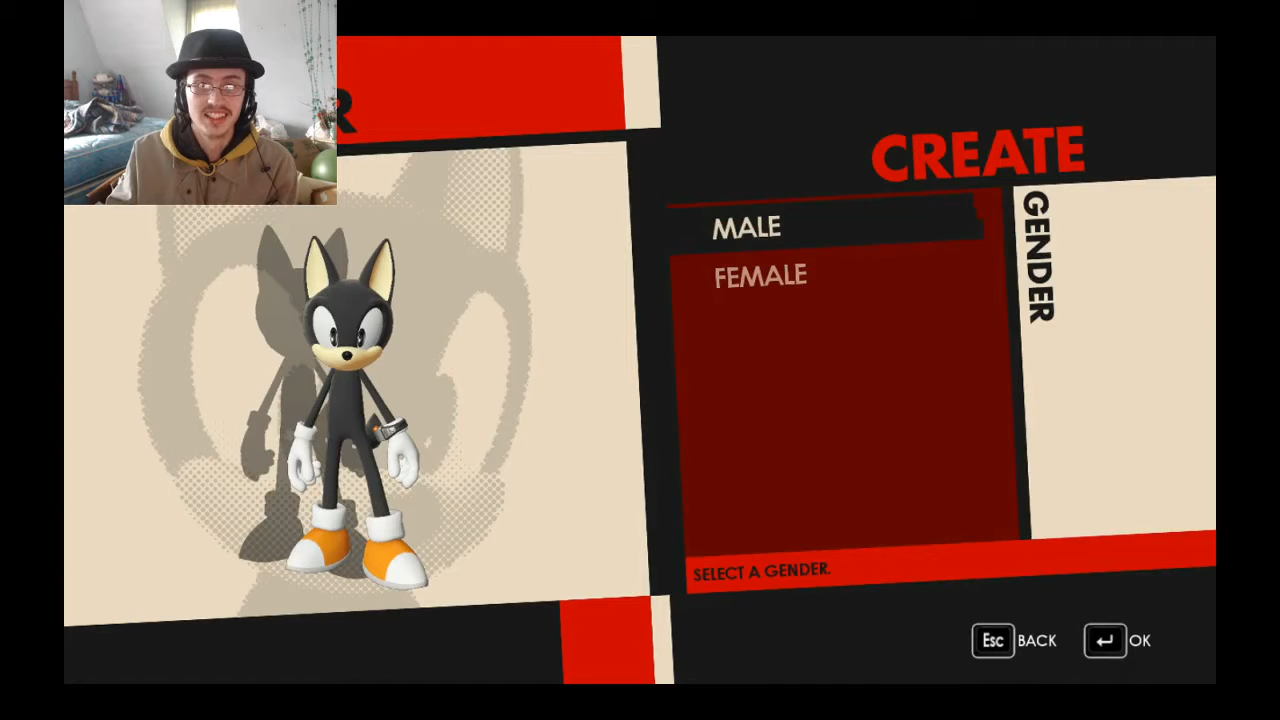 R
CREATE
MALE
FEMALE
GENDER
SELECT A GENDER.
Esc BACK
OK